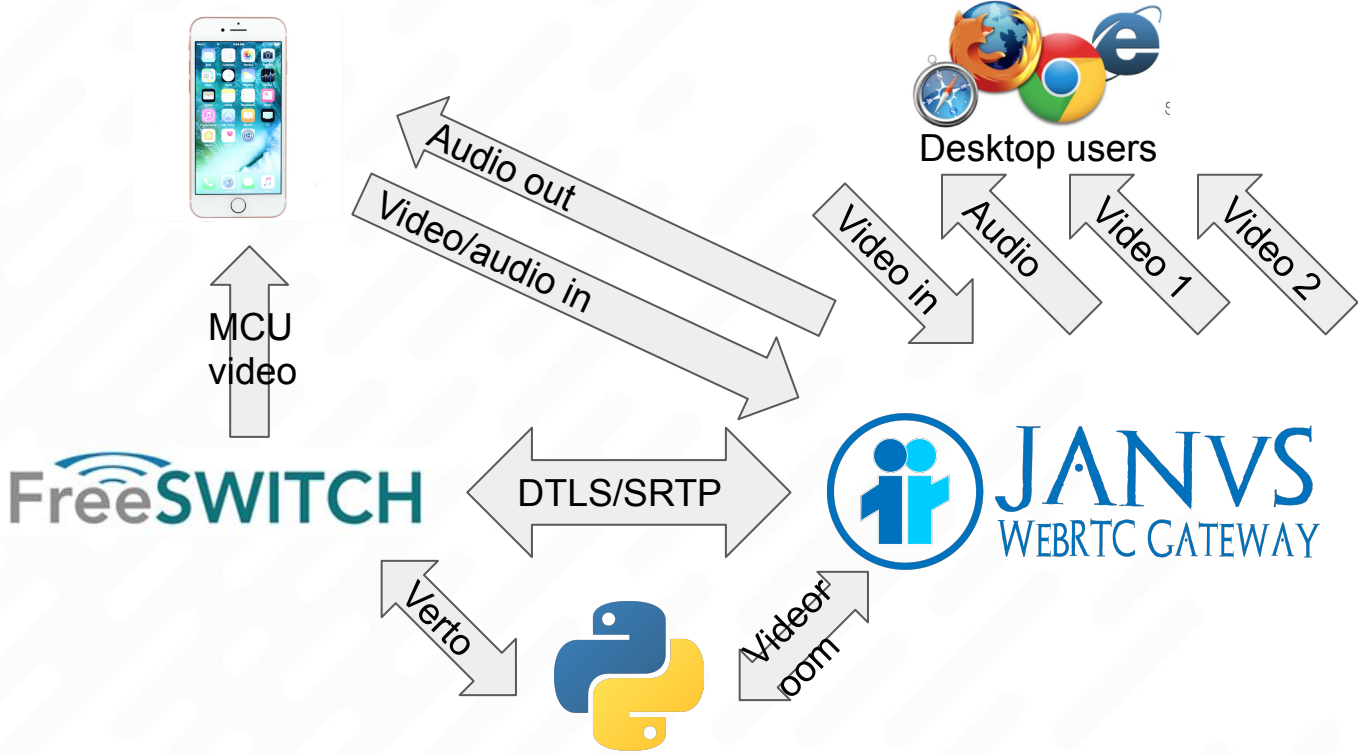 Desktop users
Audio out
Video/audio in
Video in
Audio
Video 1
Video 2
MCU
video
FreeSWITCH
DTLS/SRTP
JANVS
WEBRTC GATEWAY
Verto
Videor
oom